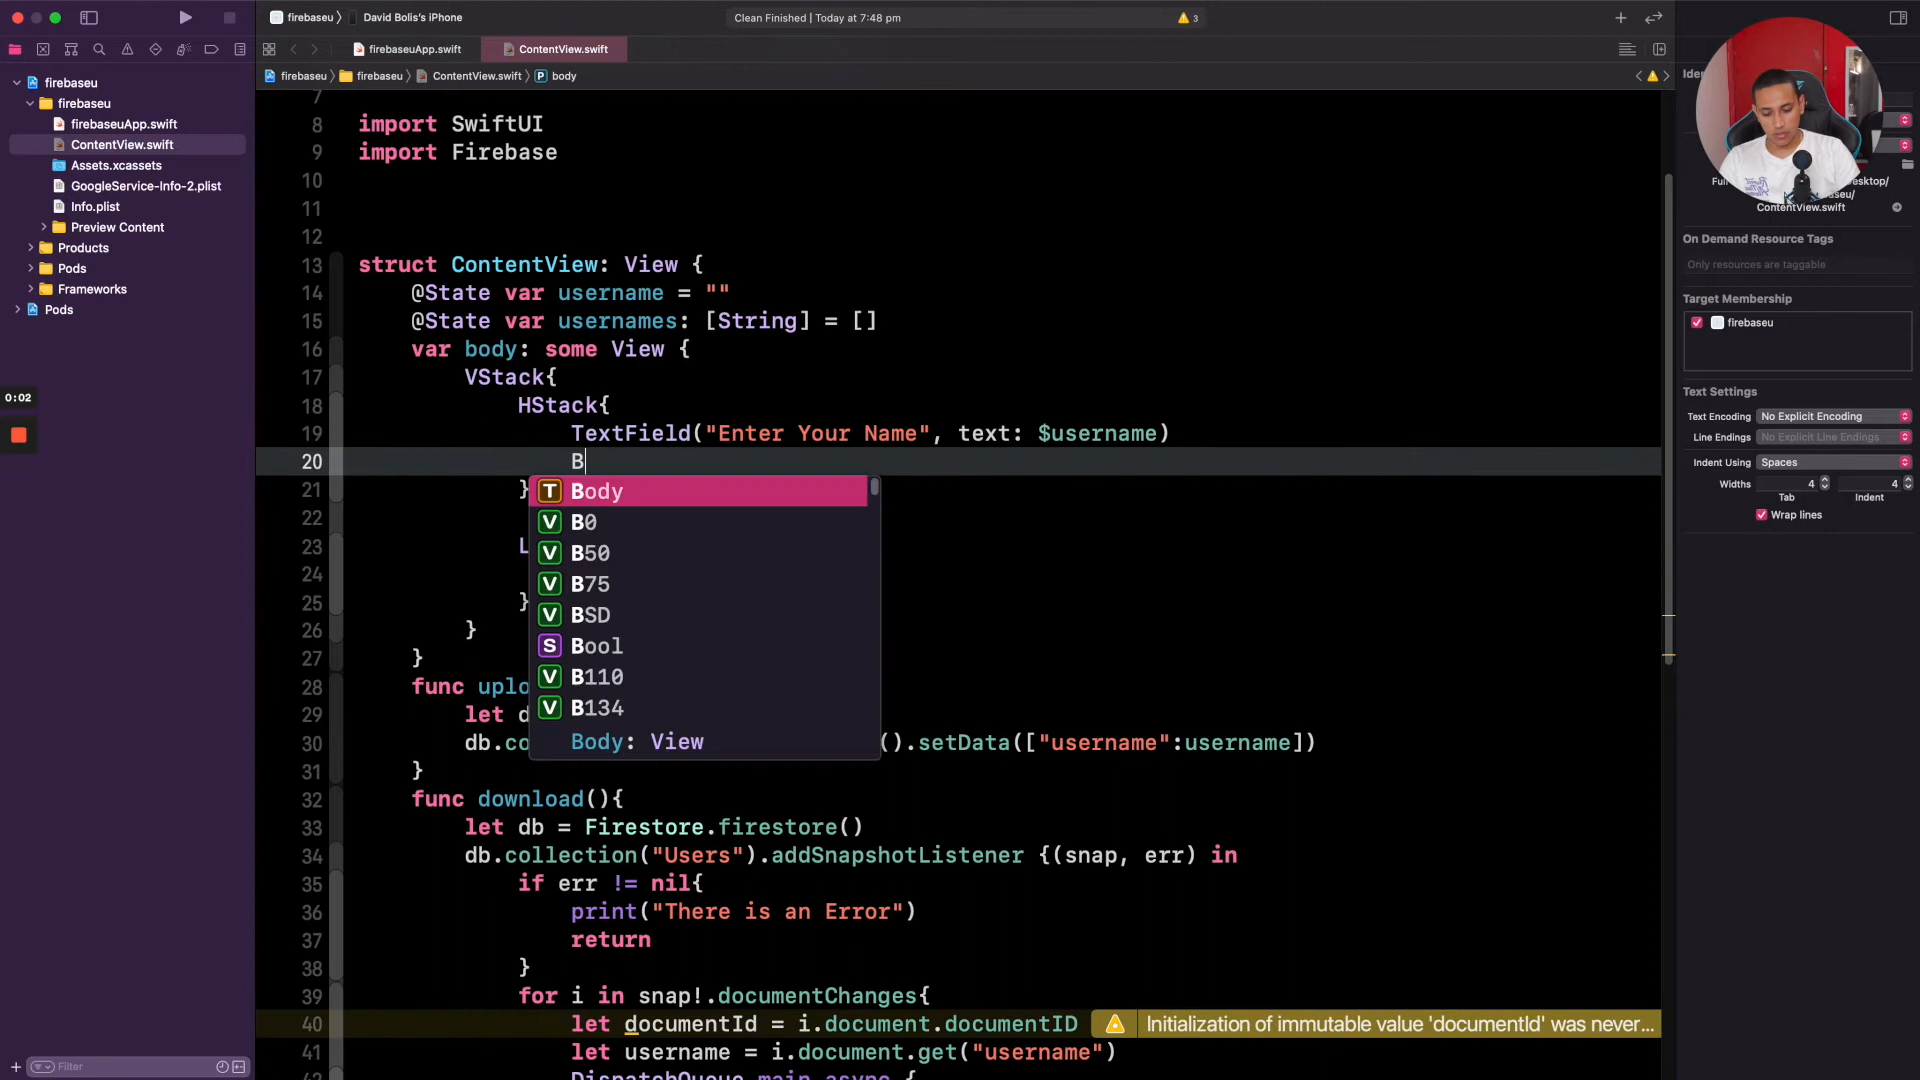 firebaseu
David Bolis's iPhone
Clean Finished | Today at 7:48 pm
3
firebaseuApp.swift
ContentView.swift
firebaseu
firebaseu
ContentView.swift
P
body
firebaseu
firebaseu
firebaseuApp.swift
ContentView.swift
Assets.xcassets
GoogleService-Info-2.plist
Info.plist
Preview Content
Products
Pods
Frameworks
Pods
0:02
Filter
7
8 import SwiftUI
9 import Firebase
10
11
12
13 struct ContentView: View {
14 @State var username = ""
15 @State var usernames: [String] = []
16 var body: some View {
17 VStack{
18 HStack{
19 TextField("Enter Your Name", text: $username)
20 B
21 }
22
23 L
24
25 }
26 }
27 }
28 func uplo
29 let d
30 db.co ().setData(["username":username])
31 }
32 func download(){
33 let db = Firestore.firestore()
34 db.collection("Users").addSnapshotListener {(snap, err) in
35 if err != nil{
36 print("There is an Error")
37 return
38 }
39 for i in snap!.documentChanges{
40 let documentId = i.document.documentID
Initialization of immutable value 'documentId' was never...
41 let username = i.document.get("username")
42 DispatchQueue.main.async {
T Body
V B0
V B50
V B75
V BSD
S Bool
V B110
V B134
Body: View
Iden
Full
esktop/
baseu/
ContentView.swift
On Demand Resource Tags
Only resources are taggable
Target Membership
firebaseu
Text Settings
Text Encoding No Explicit Encoding
Line Endings No Explicit Line Endings
Indent Using Spaces
Widths 4 4
Tab Indent
Wrap lines